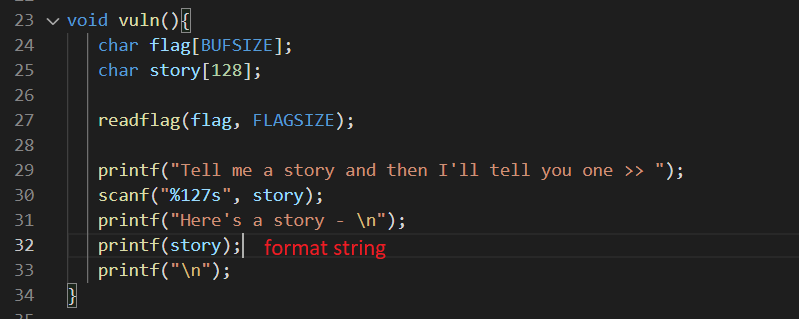 23 void vuln(){
24 char flag[BUFSIZE];
25 char story[128];
26
27 readflag(flag, FLAGSIZE);
28
29 printf("Tell me a story and then I'll tell you one >> ");
30 scanf("%127s", story);
31 printf("Here's a story - \n");
32 printf(story); format string
33 printf("\n");
34 }